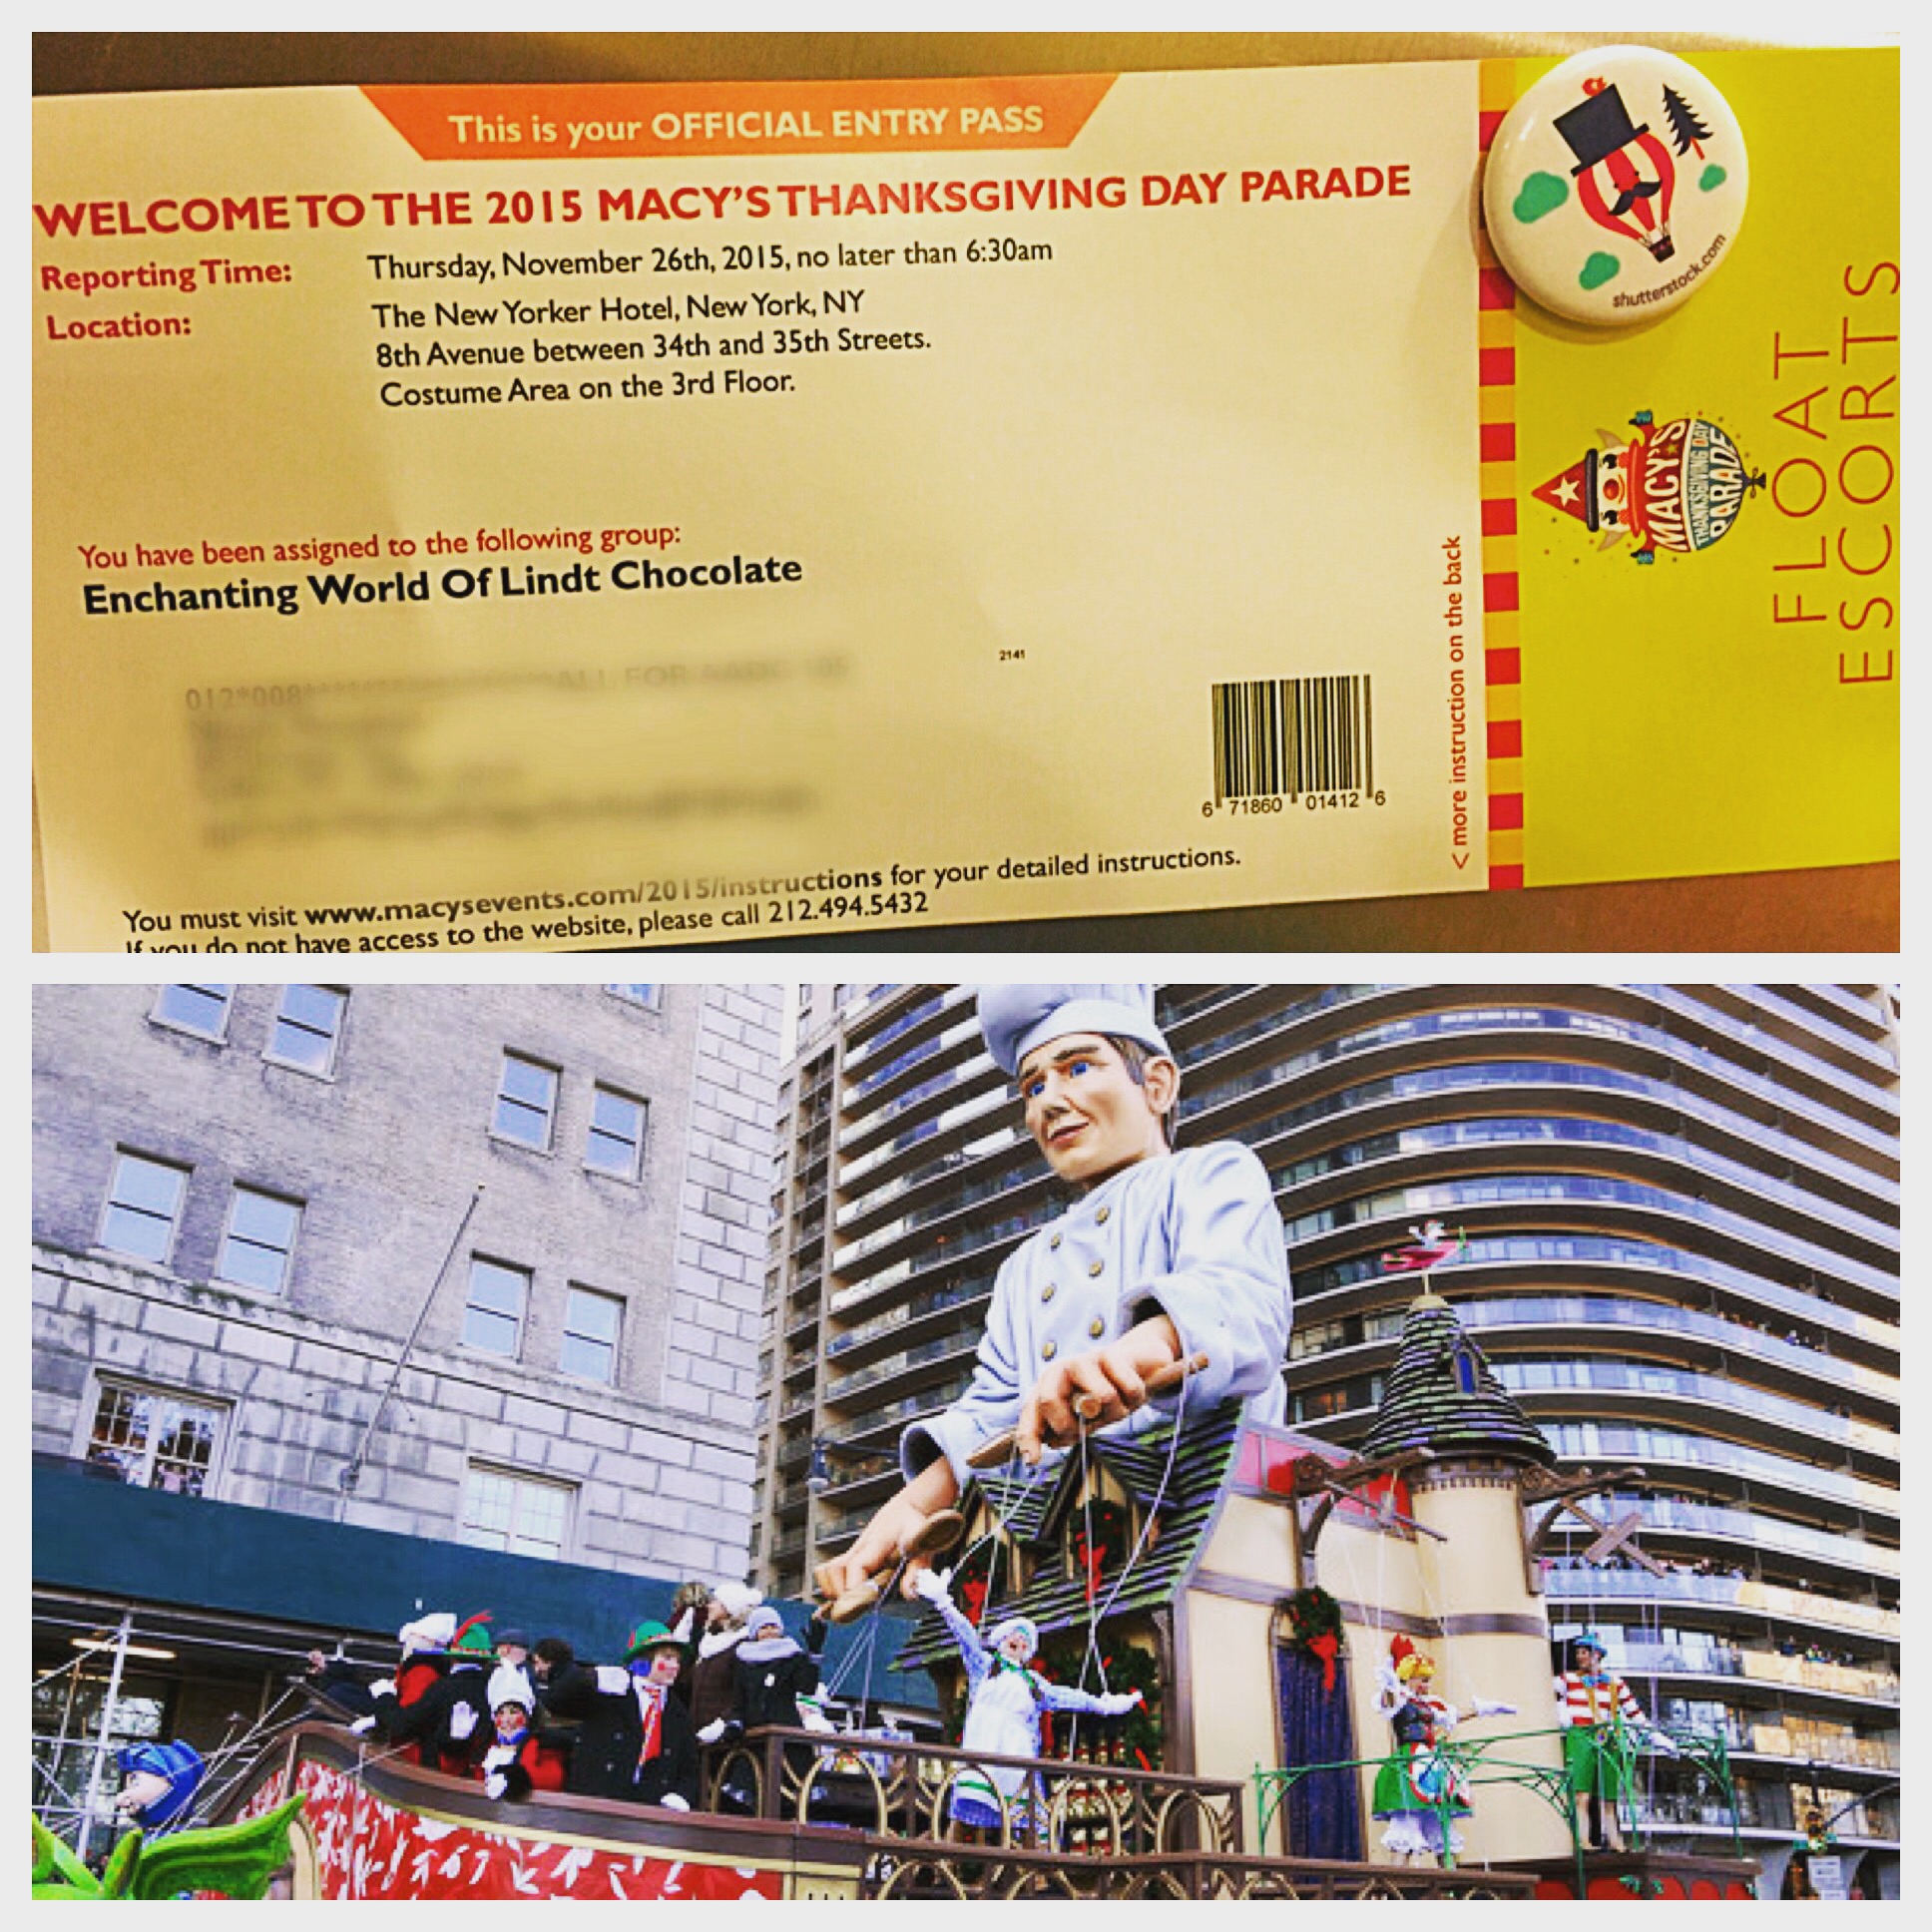 This is your OFFICIAL ENTRY PASS
WELCOME TO THE 2015 MACY'S THANKSGIVING DAY PARADE
Reporting Time: Thursday, November 26th, 2015, no later than 6:30am
Location: The New Yorker Hotel, New York, NY
8th Avenue between 34th and 35th Streets.
Costume Area on the 3rd Floor.
You have been assigned to the following group:
Enchanting World Of Lindt Chocolate
2141
6 71860 01412 6
You must visit www.macysevents.com/2015/instructions for your detailed instructions.
If you do not have access to the website, please call 212.494.5432
< more instruction on the back
shutterstock.com
MACY'S
THANKSGIVING DAY
PARADE
FLOAT
ESCORTS